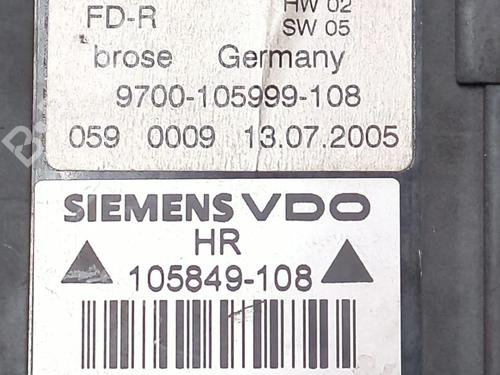 HW 02
FD-R
SW 05
brose Germany
9700-105999-108
059 0009 13.07.2005
SIEMENS VDO
HR
105849-108